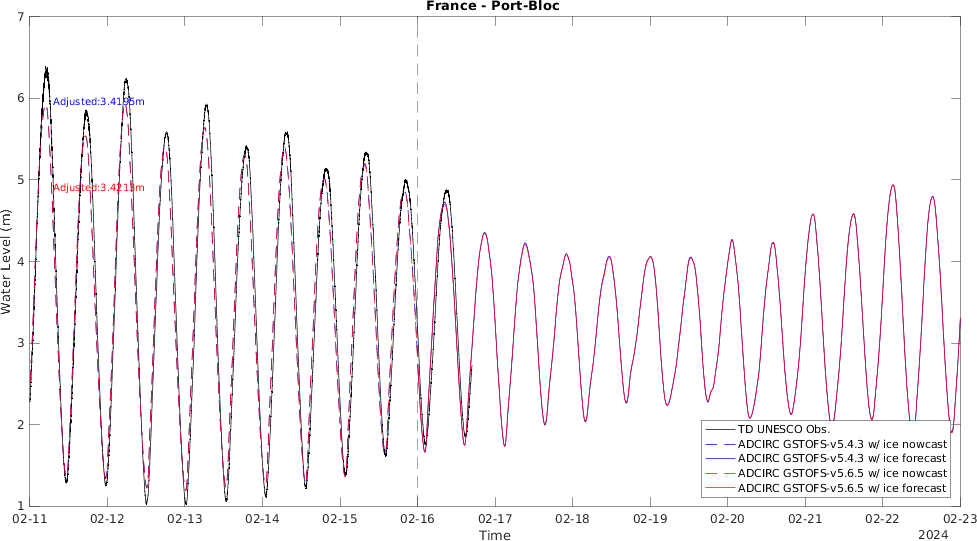 France - Port-Bloc
7
6
5
4
3
2
1
Water Level (m)
Adjusted:3.4195m
Adjusted:3.4213m
TD UNESCO Obs.
ADCIRC GSTOFS-v5.4.3 w/ ice nowcast
ADCIRC GSTOFS-v5.4.3 w/ ice forecast
ADCIRC GSTOFS-v5.6.5 w/ ice nowcast
ADCIRC GSTOFS-v5.6.5 w/ ice forecast
02-11 02-12 02-13 02-14 02-15 02-16 02-17 02-18 02-19 02-20 02-21 02-22 02-23
Time
2024